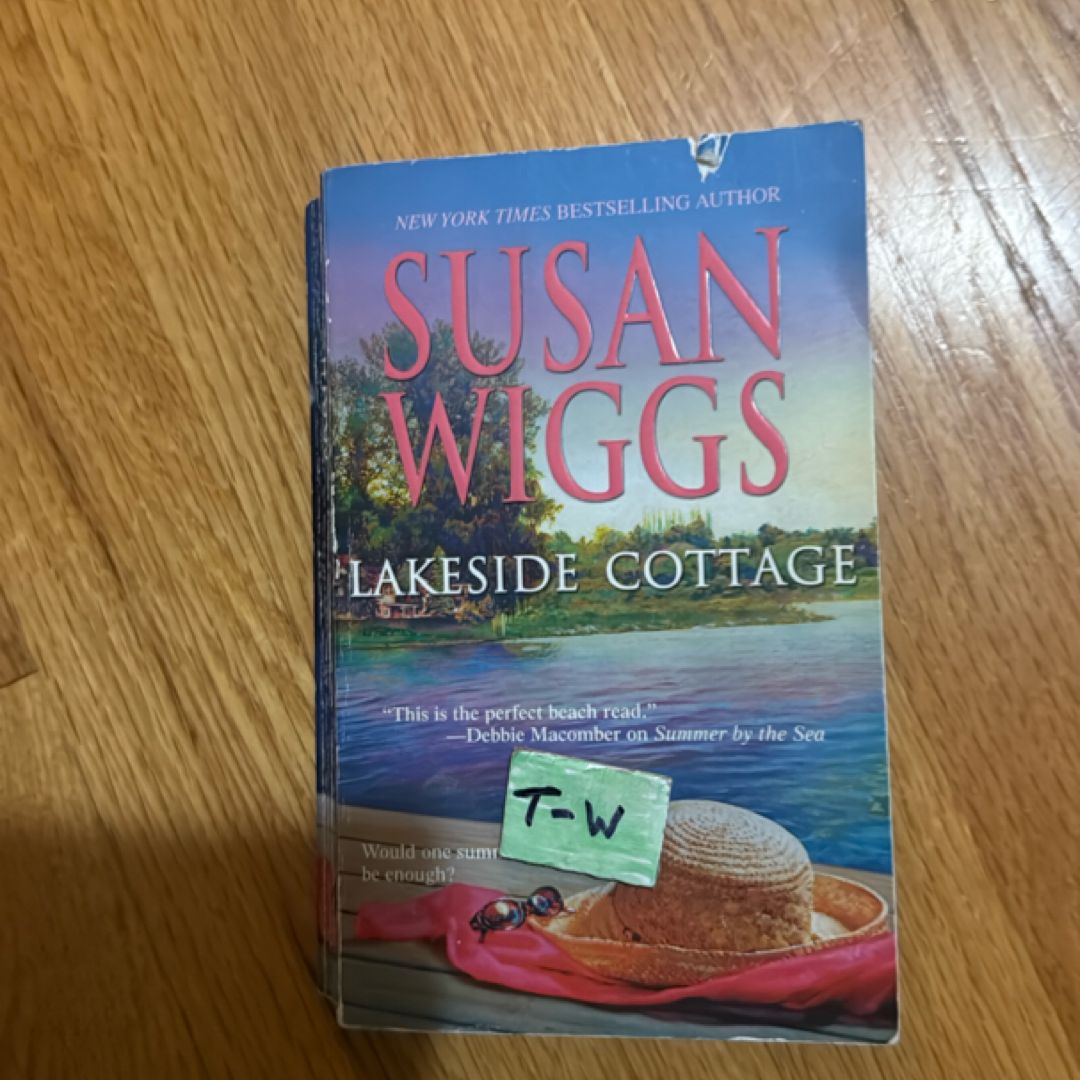 NEW YORK TIMES BESTSELLING AUTHOR
SUSAN
WIGGS
LAKESIDE COTTAGE
“This is the perfect beach read.”
—Debbie Macomber on Summer by the Sea
T-W
Would one
be enough?